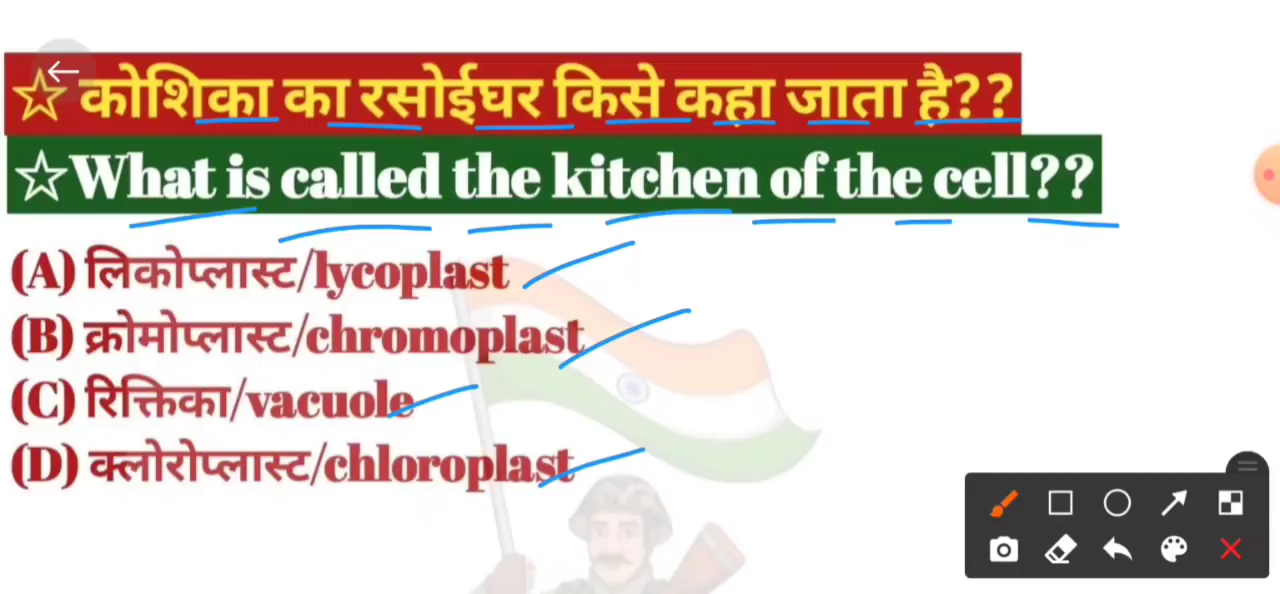 ☆ कोशिका का रसोईघर किसे कहा जाता है??
☆What is called the kitchen of the cell??
(A) लिकोप्लास्ट/lycoplast
(B) क्रोमोप्लास्ट/chromoplast
(C) रिक्तिका/vacuole
(D) क्लोरोप्लास्ट/chloroplast